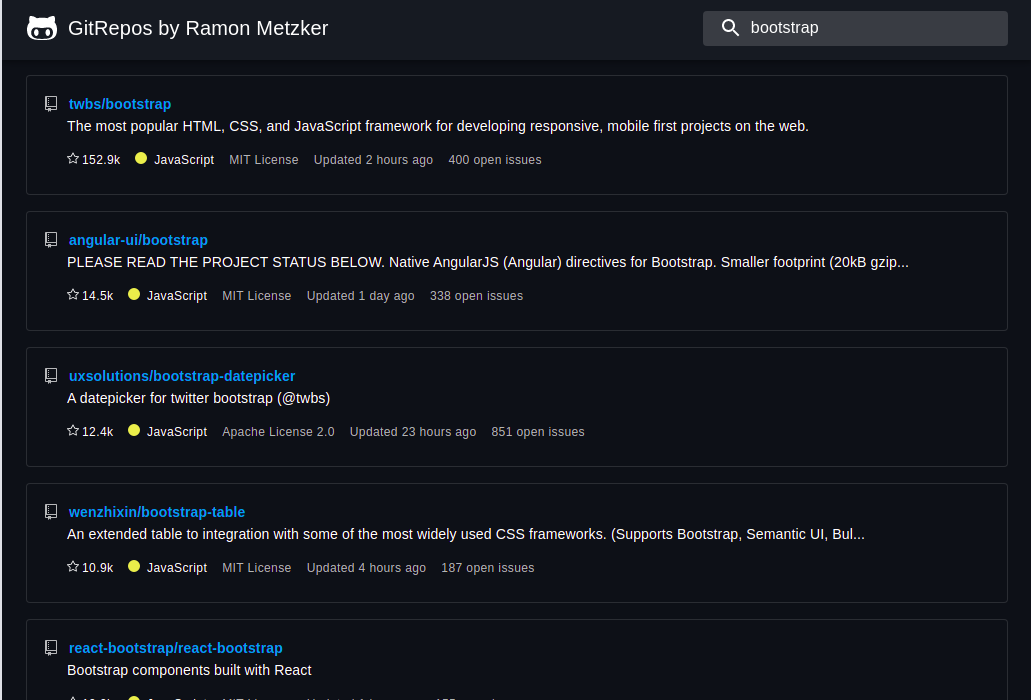 GitRepos by Ramon Metzker
bootstrap
twbs/bootstrap
The most popular HTML, CSS, and JavaScript framework for developing responsive, mobile first projects on the web.
152.9k JavaScript MIT License Updated 2 hours ago 400 open issues
angular-ui/bootstrap
PLEASE READ THE PROJECT STATUS BELOW. Native AngularJS (Angular) directives for Bootstrap. Smaller footprint (20kB gzip...
14.5k JavaScript MIT License Updated 1 day ago 338 open issues
uxsolutions/bootstrap-datepicker
A datepicker for twitter bootstrap (@twbs)
12.4k JavaScript Apache License 2.0 Updated 23 hours ago 851 open issues
wenzhixin/bootstrap-table
An extended table to integration with some of the most widely used CSS frameworks. (Supports Bootstrap, Semantic UI, Bul...
10.9k JavaScript MIT License Updated 4 hours ago 187 open issues
react-bootstrap/react-bootstrap
Bootstrap components built with React